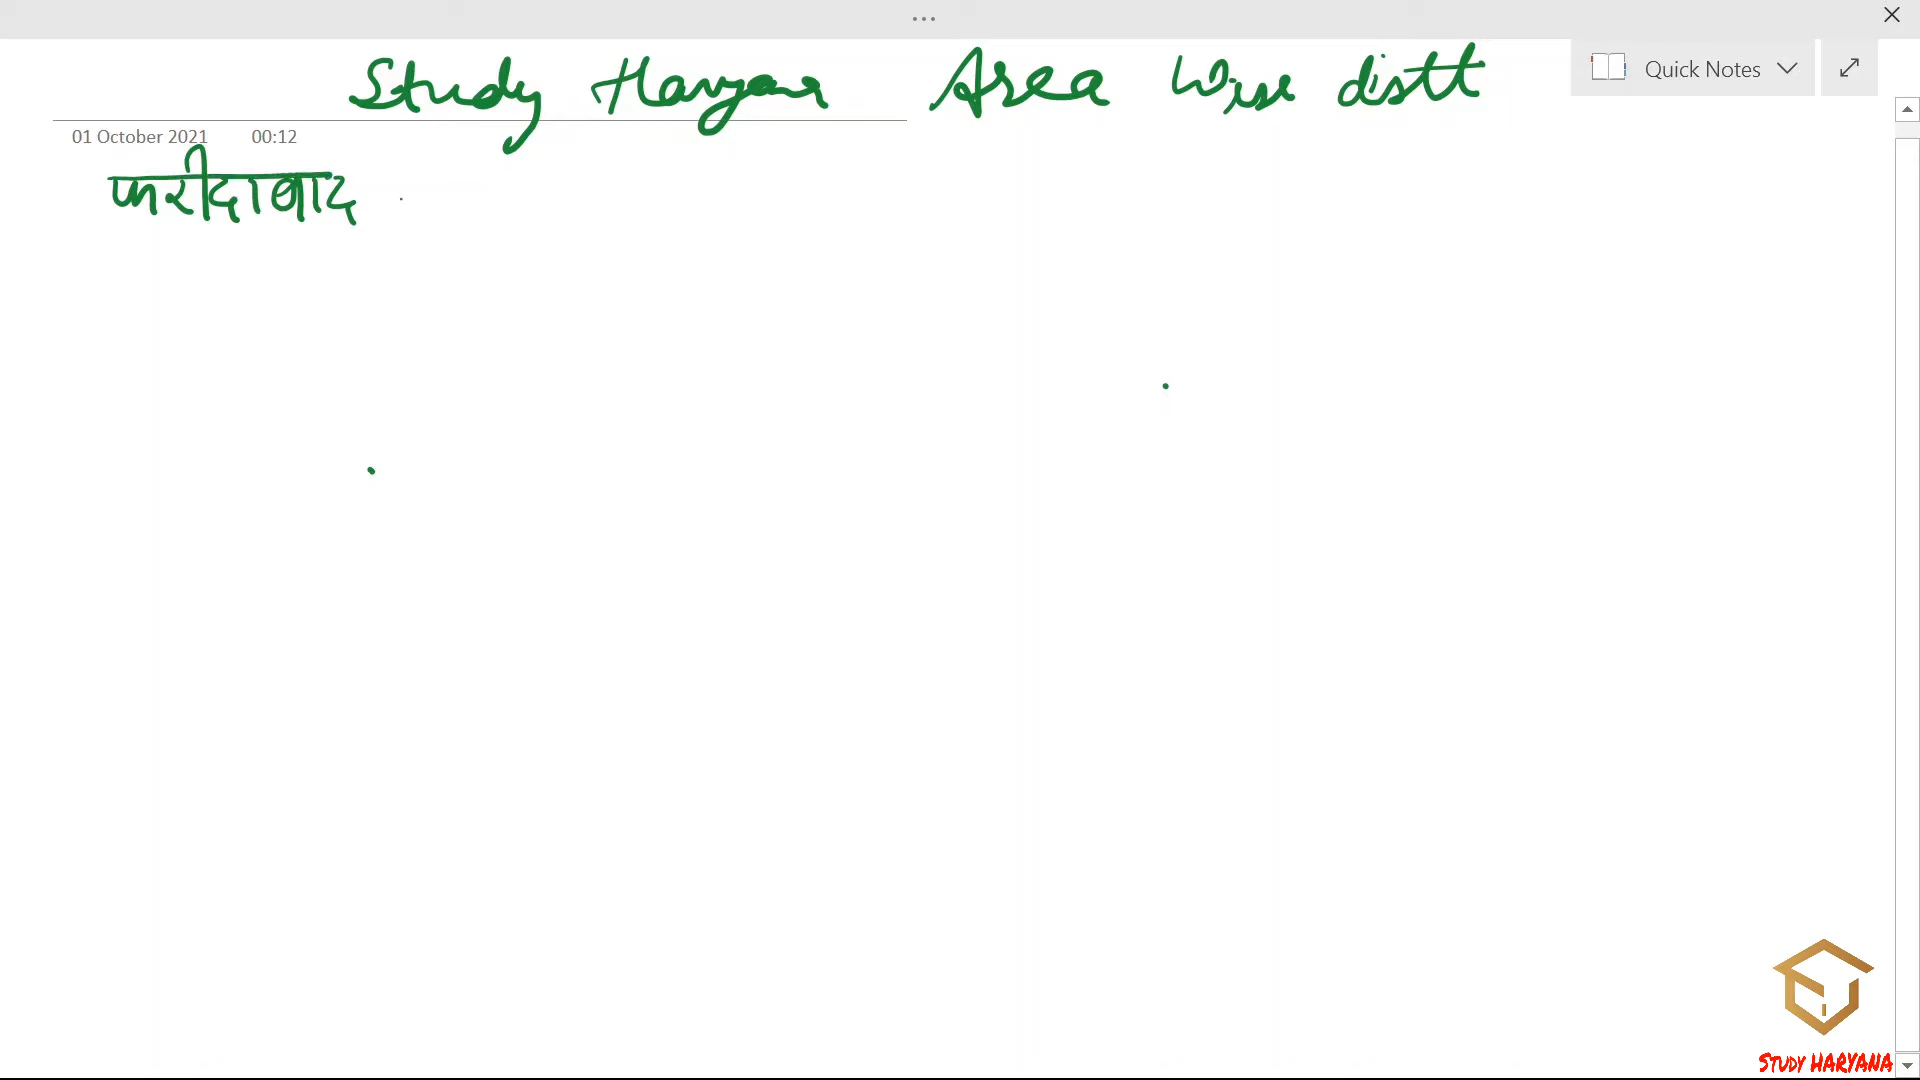 Study Haryana Area Wise distt
Quick Notes
01 October 2021 00:12
फरीदाबाद
STUDY HARYANA